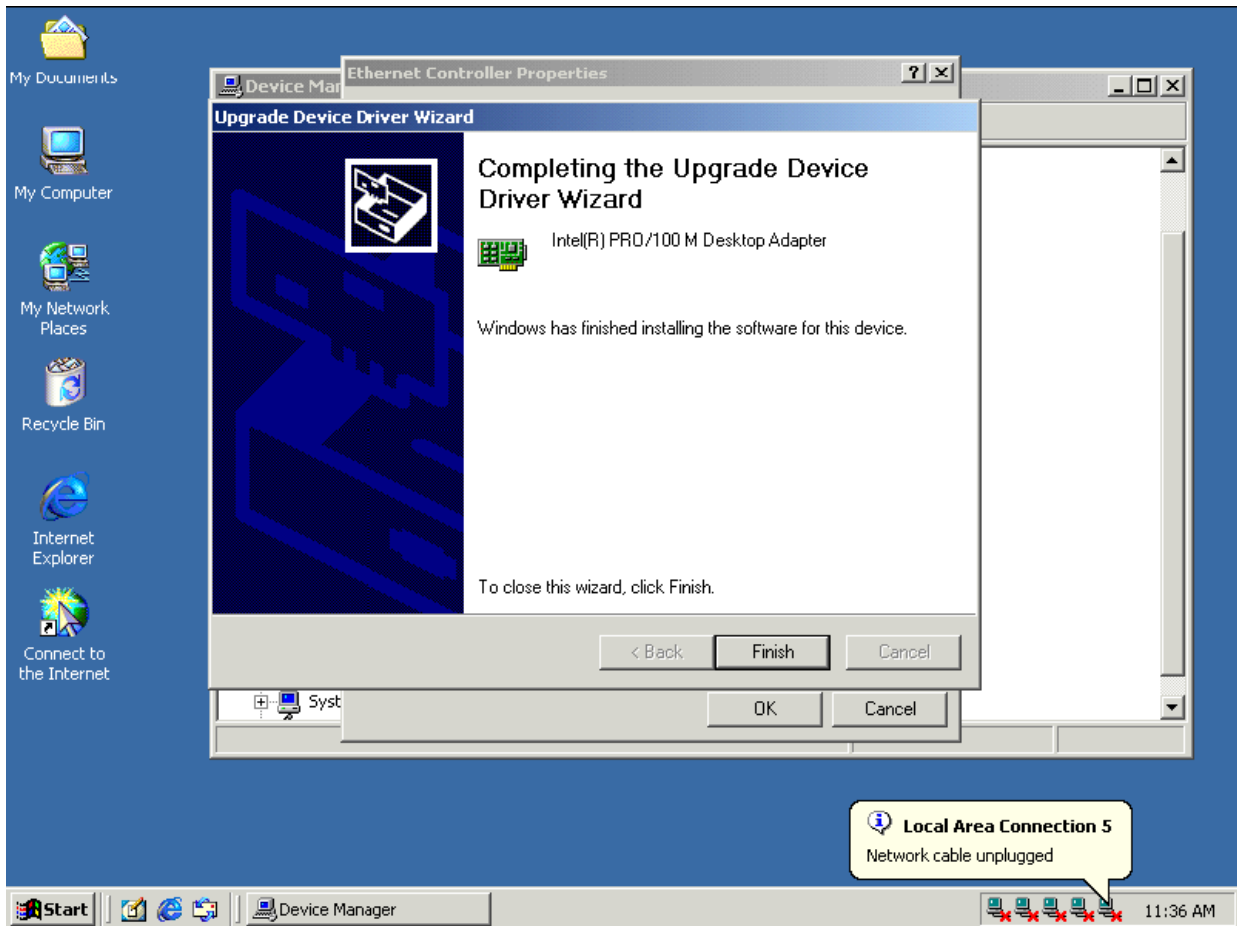 My Documents
My Computer
My Network
Places
Recycle Bin
Internet
Explorer
Connect to
the Internet
Device Mar
Ethernet Controller Properties
Upgrade Device Driver Wizard
Completing the Upgrade Device
Driver Wizard
Intel(R) PRO/100 M Desktop Adapter
Windows has finished installing the software for this device.
To close this wizard, click Finish.
< Back
Finish
Cancel
Syst
OK
Cancel
Local Area Connection 5
Network cable unplugged
Start
Device Manager
11:36 AM